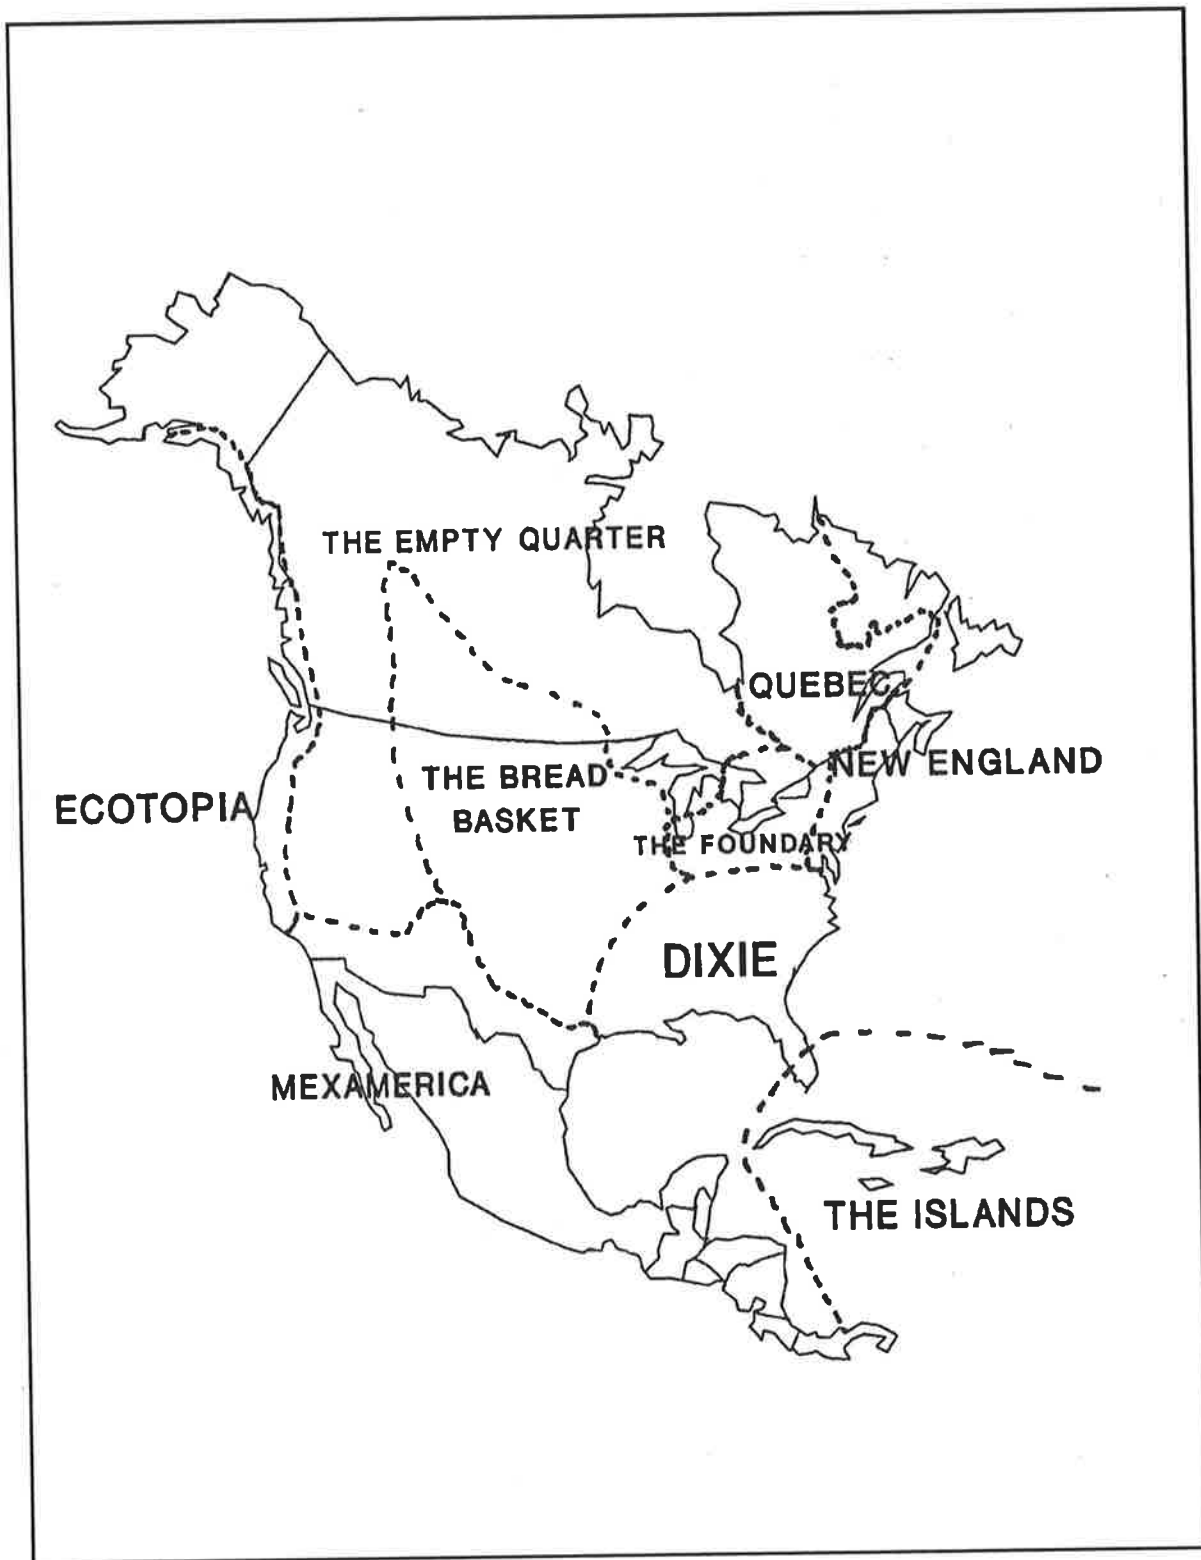 THE EMPTY QUARTER
QUEBEC
NEW ENGLAND
THE BREAD
BASKET
ECOTOPIA
THE FOUNDARY
DIXIE
MEXAMERICA
THE ISLANDS